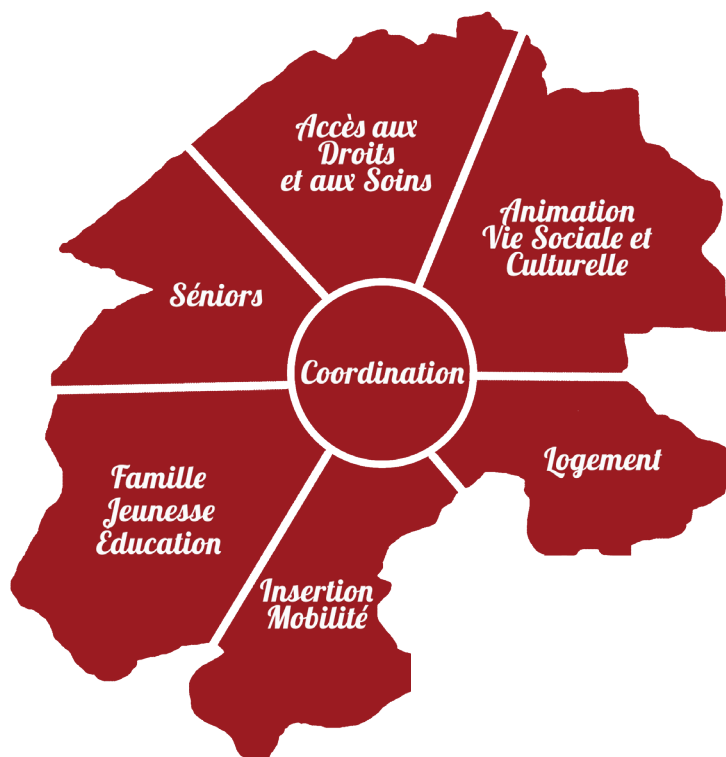 Accès aux
Droits
et aux Soins
Animation
Vie Sociale et
Culturelle
Séniors
Coordination
Logement
Famille
Jeunesse
Education
Insertion
Mobilité